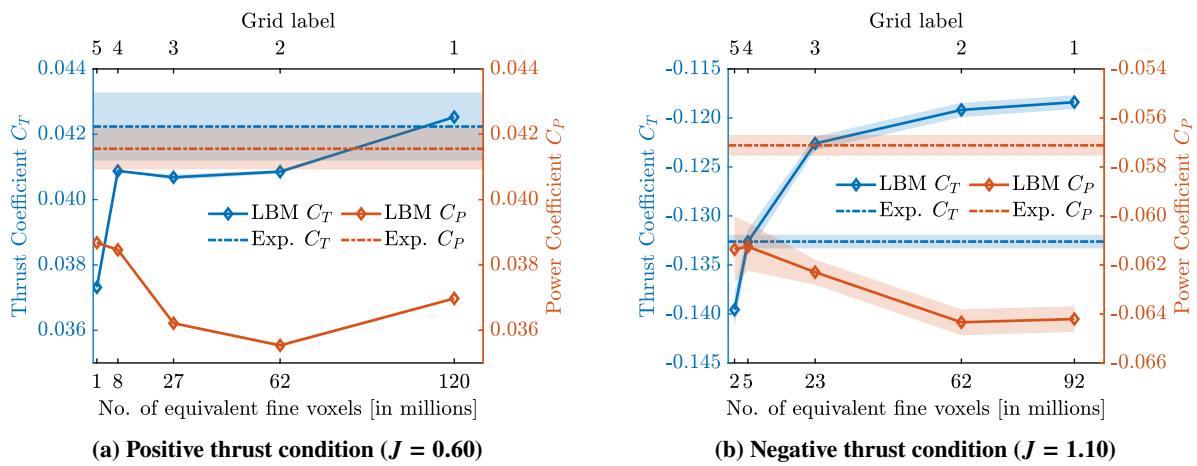 Grid label
5 4 3 2 1
0.044 0.044
0.042 0.042
0.040 0.040
0.038 0.038
0.036 0.036
Thrust Coefficient C_T
Power Coefficient C_P
LBM C_T LBM C_P
Exp. C_T Exp. C_P
1 8 27 62 120
No. of equivalent fine voxels [in millions]
(a) Positive thrust condition (J = 0.60)
Grid label
5 4 3 2 1
-0.115 -0.054
-0.120 -0.056
-0.125 -0.058
-0.130 -0.060
-0.135 -0.062
-0.140 -0.064
-0.145 -0.066
Thrust Coefficient C_T
Power Coefficient C_P
LBM C_T LBM C_P
Exp. C_T Exp. C_P
2 5 23 62 92
No. of equivalent fine voxels [in millions]
(b) Negative thrust condition (J = 1.10)